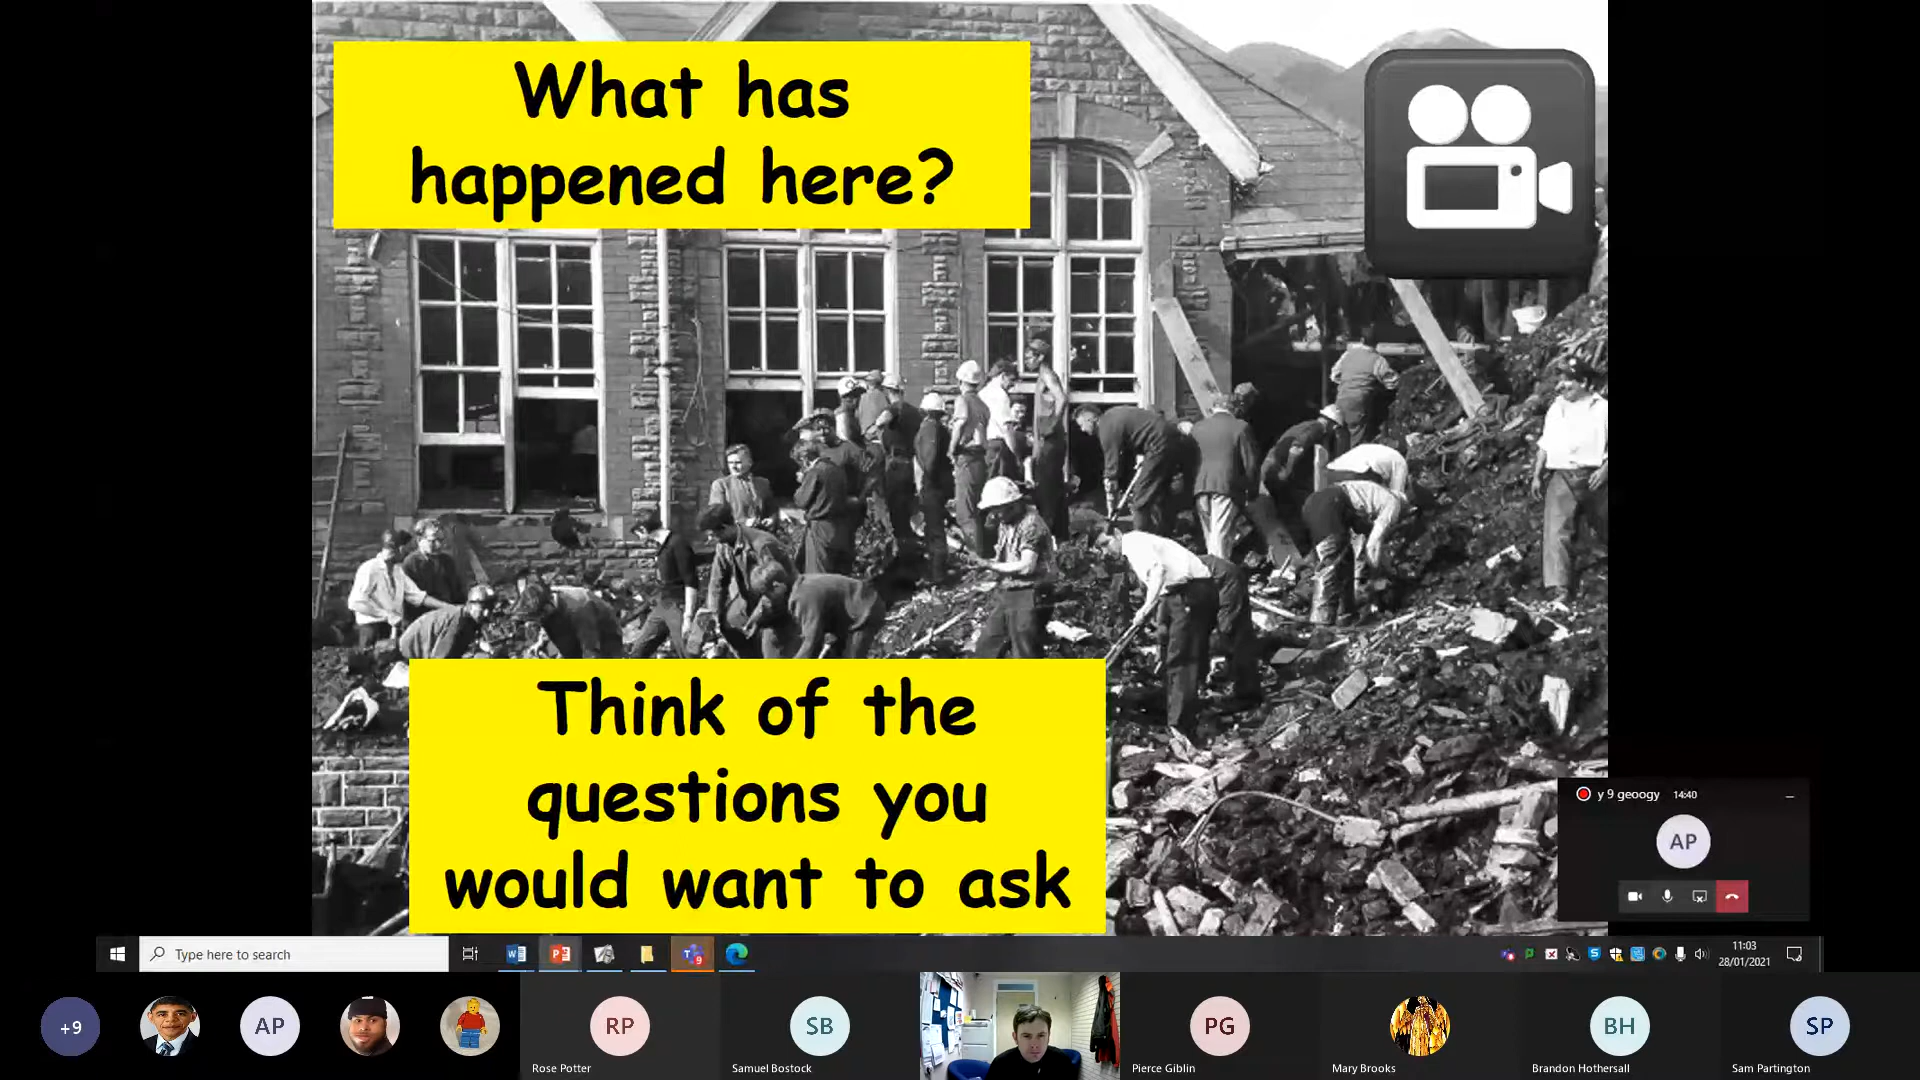 What has
happened here?
Think of the
questions you
would want to ask
y 9 geoogy 14:40
AP
Type here to search
11:03
28/01/2021
+9
AP
RP
SB
PG
BH
SP
Rose Potter
Samuel Bostock
Pierce Giblin
Mary Brooks
Brandon Hothersall
Sam Partington